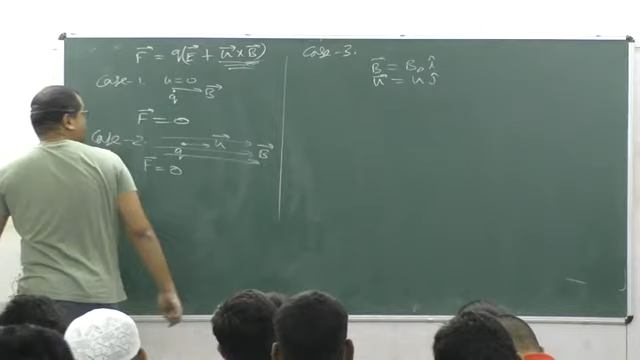 F⃗ = q(E⃗ + u⃗ × B⃗)
Case-1. u=0
q B⃗
F⃗ = 0
Case-2.
q u⃗ B⃗
F⃗ = 0
Case-3.
B⃗ = B₀ î
u⃗ = u ĵ